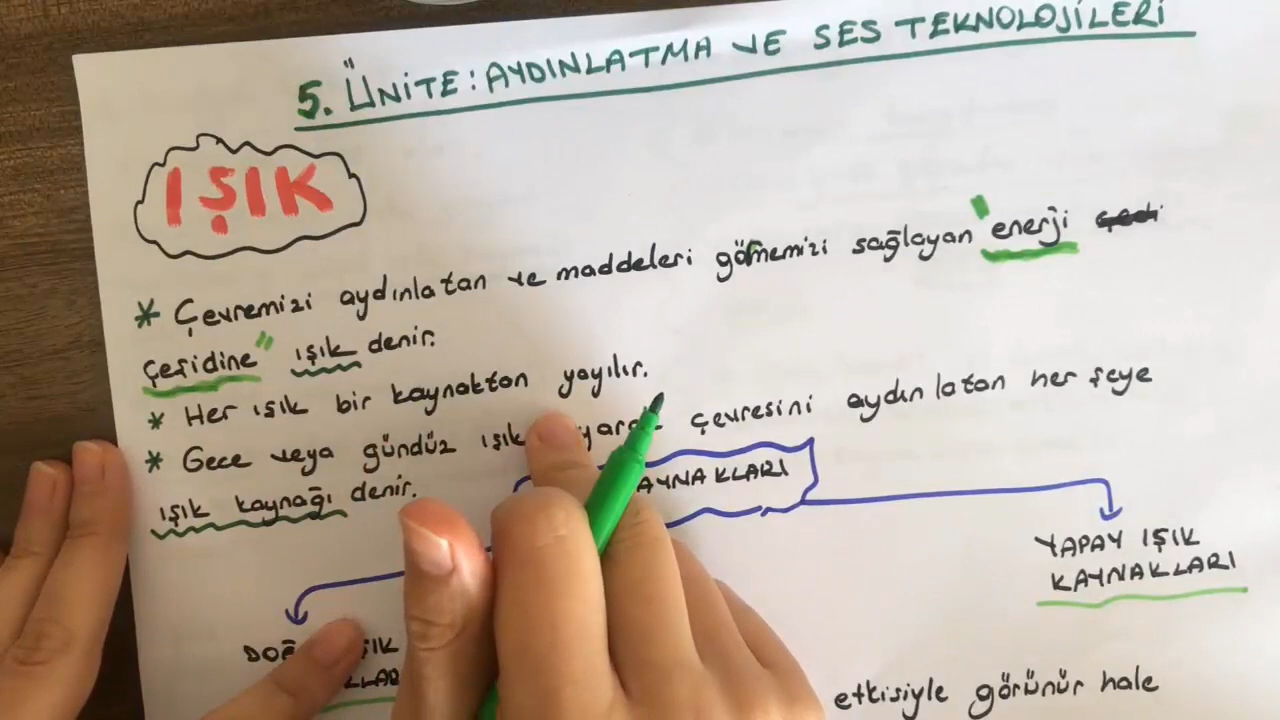 5. ÜNİTE: AYDINLATMA VE SES TEKNOLOJİLERİ
IŞIK
* Çevremizi aydınlatan ve maddeleri görmemizi sağlayan "enerji
çeşidine" ışık denir.
* Her ışık bir kaynaktan yayılır.
* Gece veya gündüz ışık çevresini aydınlatan her şeye
ışık kaynağı denir.
YAPAY IŞIK
KAYNAKLARI
etkisiyle görünür hale